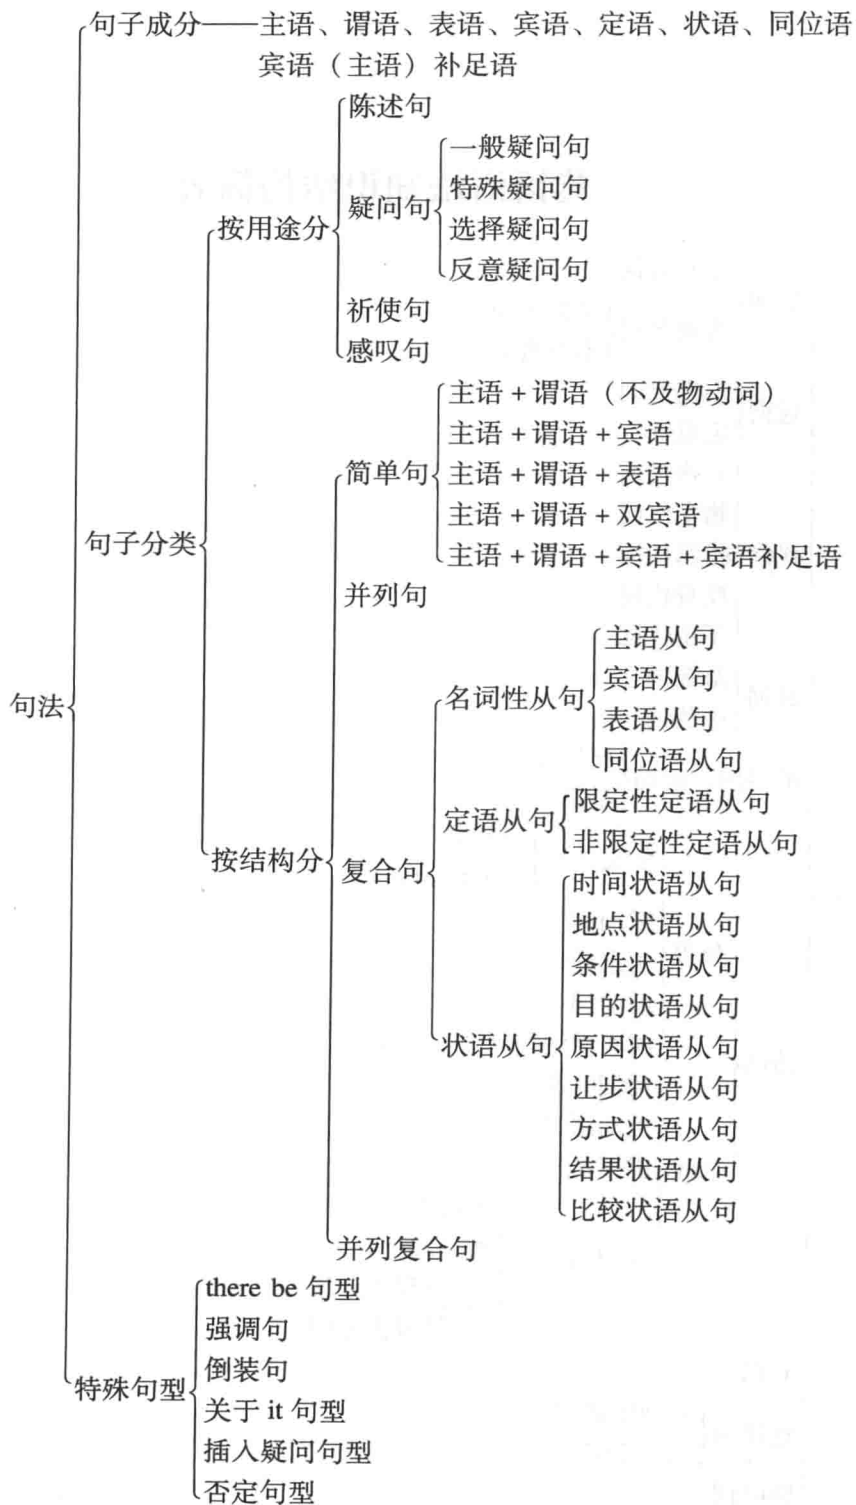 句子成分——主语、谓语、表语、宾语、定语、状语、同位语
宾语（主语）补足语
陈述句
一般疑问句
特殊疑问句
疑问句
选择疑问句
按用途分
反意疑问句
祈使句
感叹句
主语+谓语（不及物动词）
主语+谓语+宾语
简单句
主语+谓语+表语
主语+谓语+双宾语
句子分类
主语+谓语+宾语+宾语补足语
并列句
主语从句
宾语从句
名词性从句
句法
表语从句
同位语从句
限定性定语从句
定语从句
非限定性定语从句
按结构分
复合句
时间状语从句
地点状语从句
条件状语从句
目的状语从句
状语从句
原因状语从句
让步状语从句
方式状语从句
结果状语从句
比较状语从句
并列复合句
there be 句型
强调句
倒装句
特殊句型
关于 it 句型
插入疑问句型
否定句型